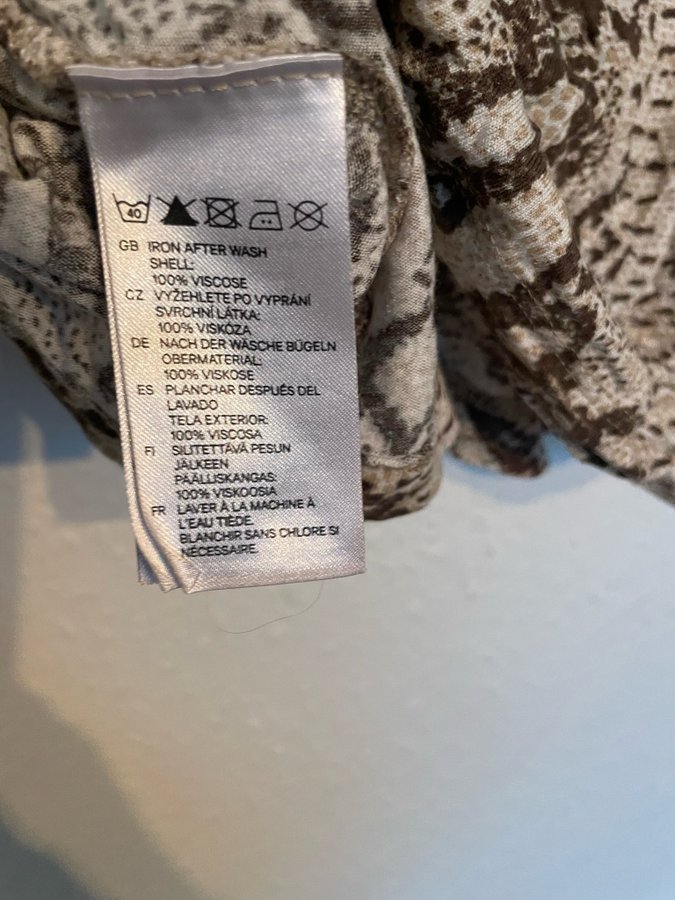 40
GB IRON AFTER WASH
SHELL:
100% VISCOSE
CZ VYŽEHLETE PO VYPRÁNÍ
SVRCHNÍ LÁTKA:
100% VISKÓZA
DE NACH DER WÄSCHE BÜGELN
OBERMATERIAL:
100% VISKOSE
ES PLANCHAR DESPUÉS DEL
LAVADO
TELA EXTERIOR:
100% VISCOSA
FI SILITETTÄVÄ PESUN
JÄLKEEN
PÄÄLLISKANGAS:
100% VISKOOSIA
FR LAVER À LA MACHINE À
L'EAU TIÈDE.
BLANCHIR SANS CHLORE SI
NÉCESSAIRE.